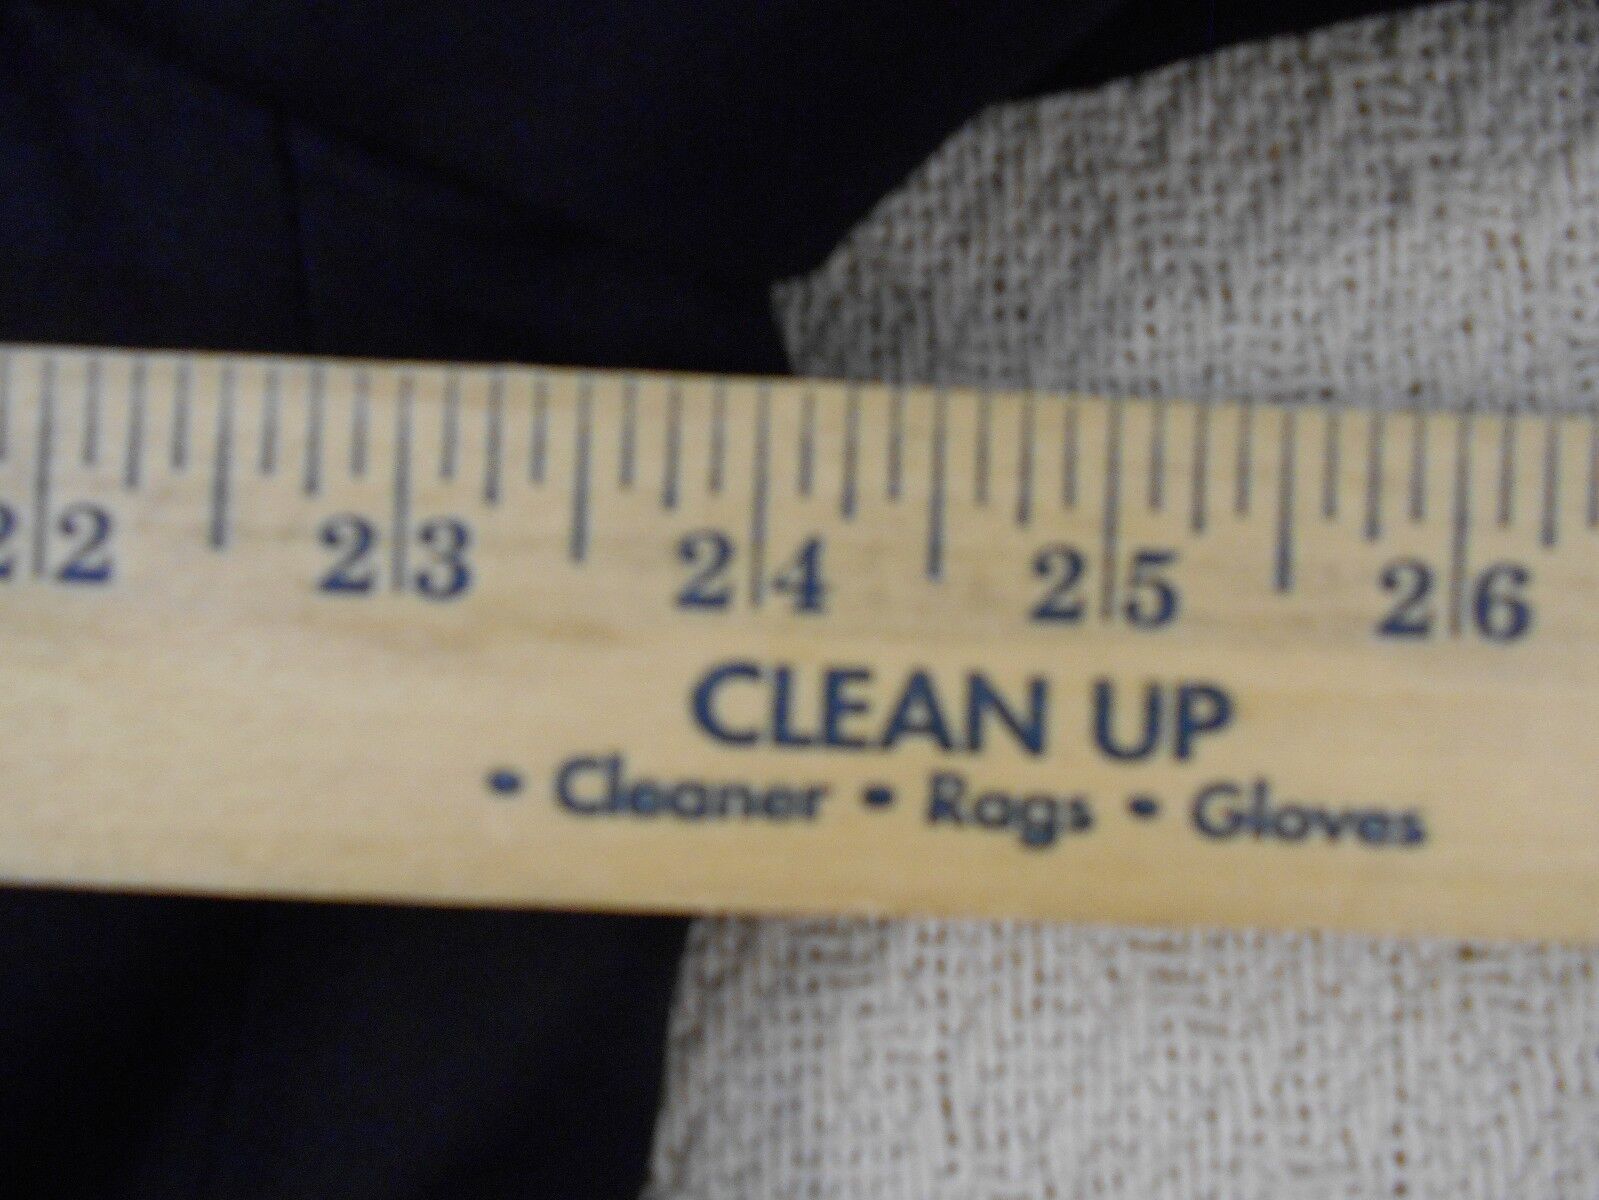 22 23 24 25 26
CLEAN UP
• Cleaner • Rags • Gloves